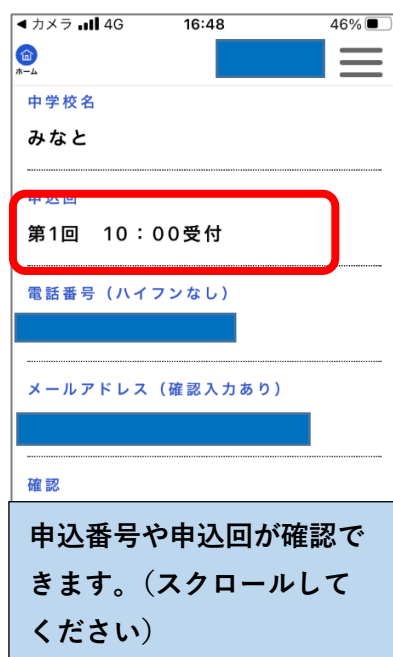 ◀ カメラ 4G 16:48 46%
ホーム
中学校名
みなと
申込回
第1回 10：00受付
電話番号（ハイフンなし）
メールアドレス（確認入力あり）
確認
申込番号や申込回が確認で
きます。（スクロールして
ください）